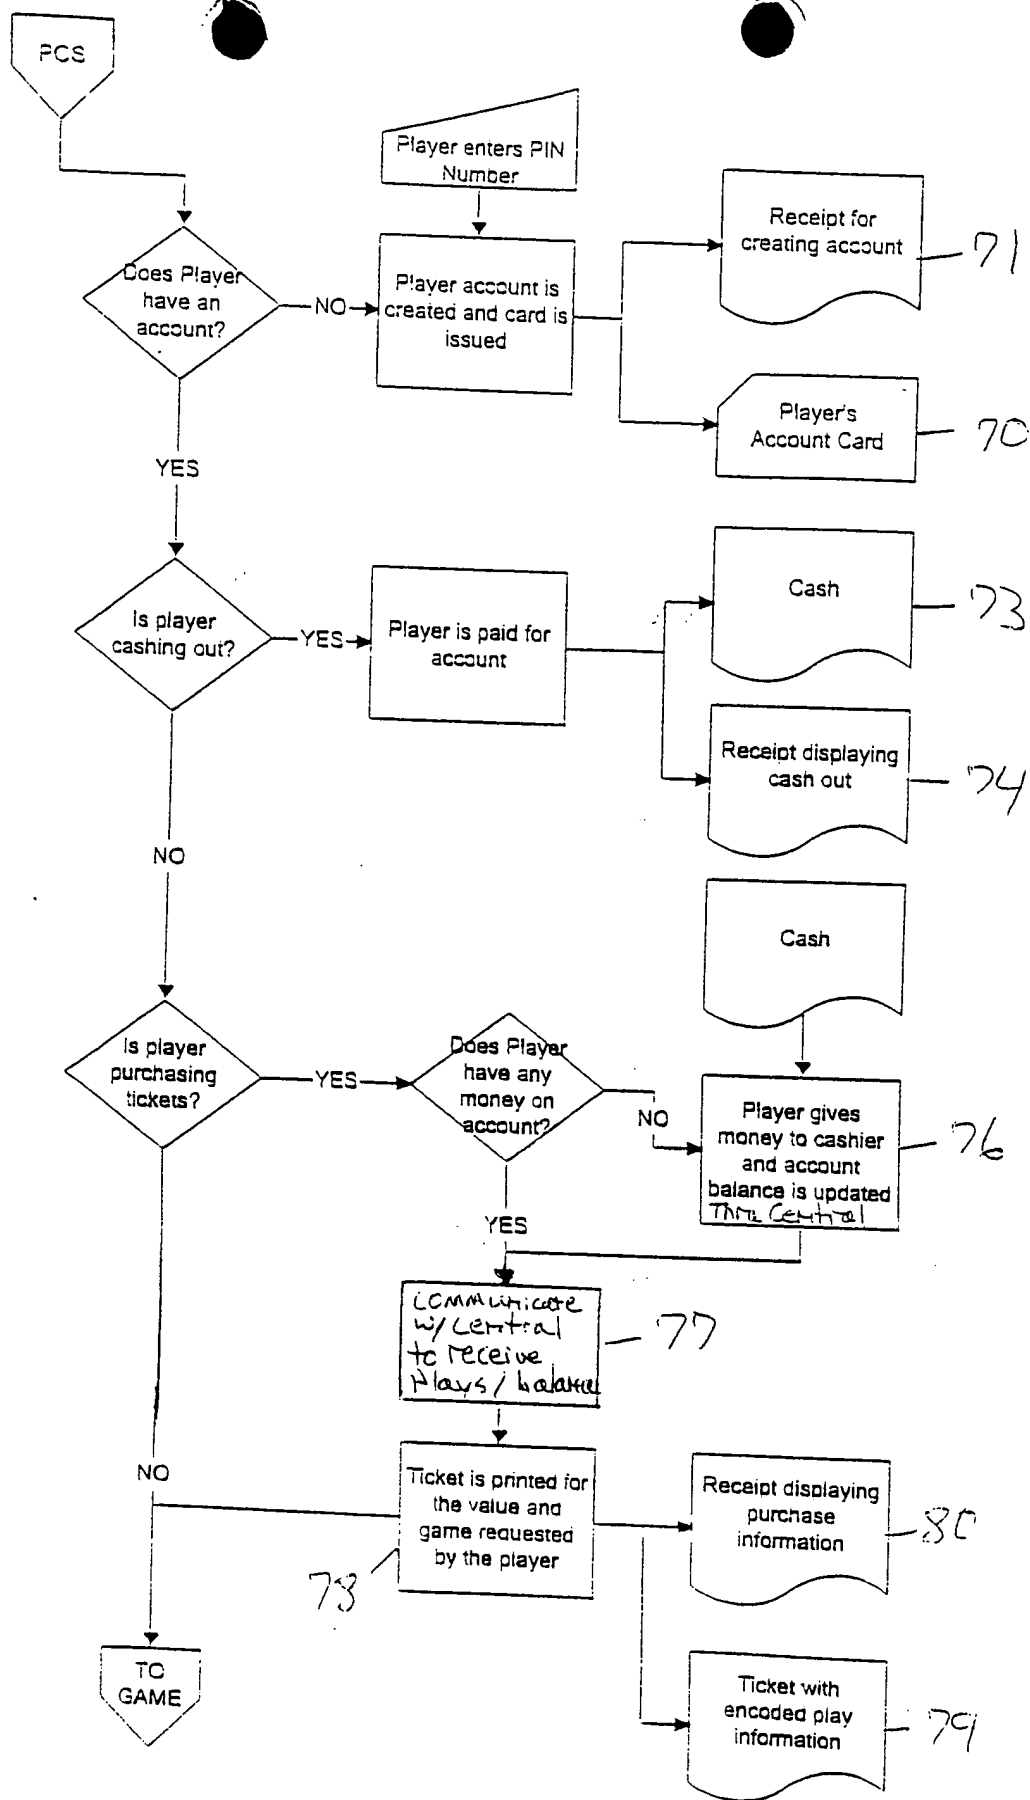 PCS
Player enters PIN
Number
Receipt for
creating account
71
Does Player
have an
account?
NO
Player account is
created and card is
issued
Player's
Account Card
70
YES
Is player
cashing out?
YES
Player is paid for
account
Cash
73
Receipt displaying
cash out
74
NO
Cash
Is player
purchasing
tickets?
YES
Does Player
have any
money on
account?
NO
Player gives
money to cashier
and account
balance is updated
Thru Central
76
YES
Communicate
w/ Central
to receive
Plays/balance
77
NO
Ticket is printed for
the value and
game requested
by the player
78
Receipt displaying
purchase
information
80
TO
GAME
Ticket with
encoded play
information
79